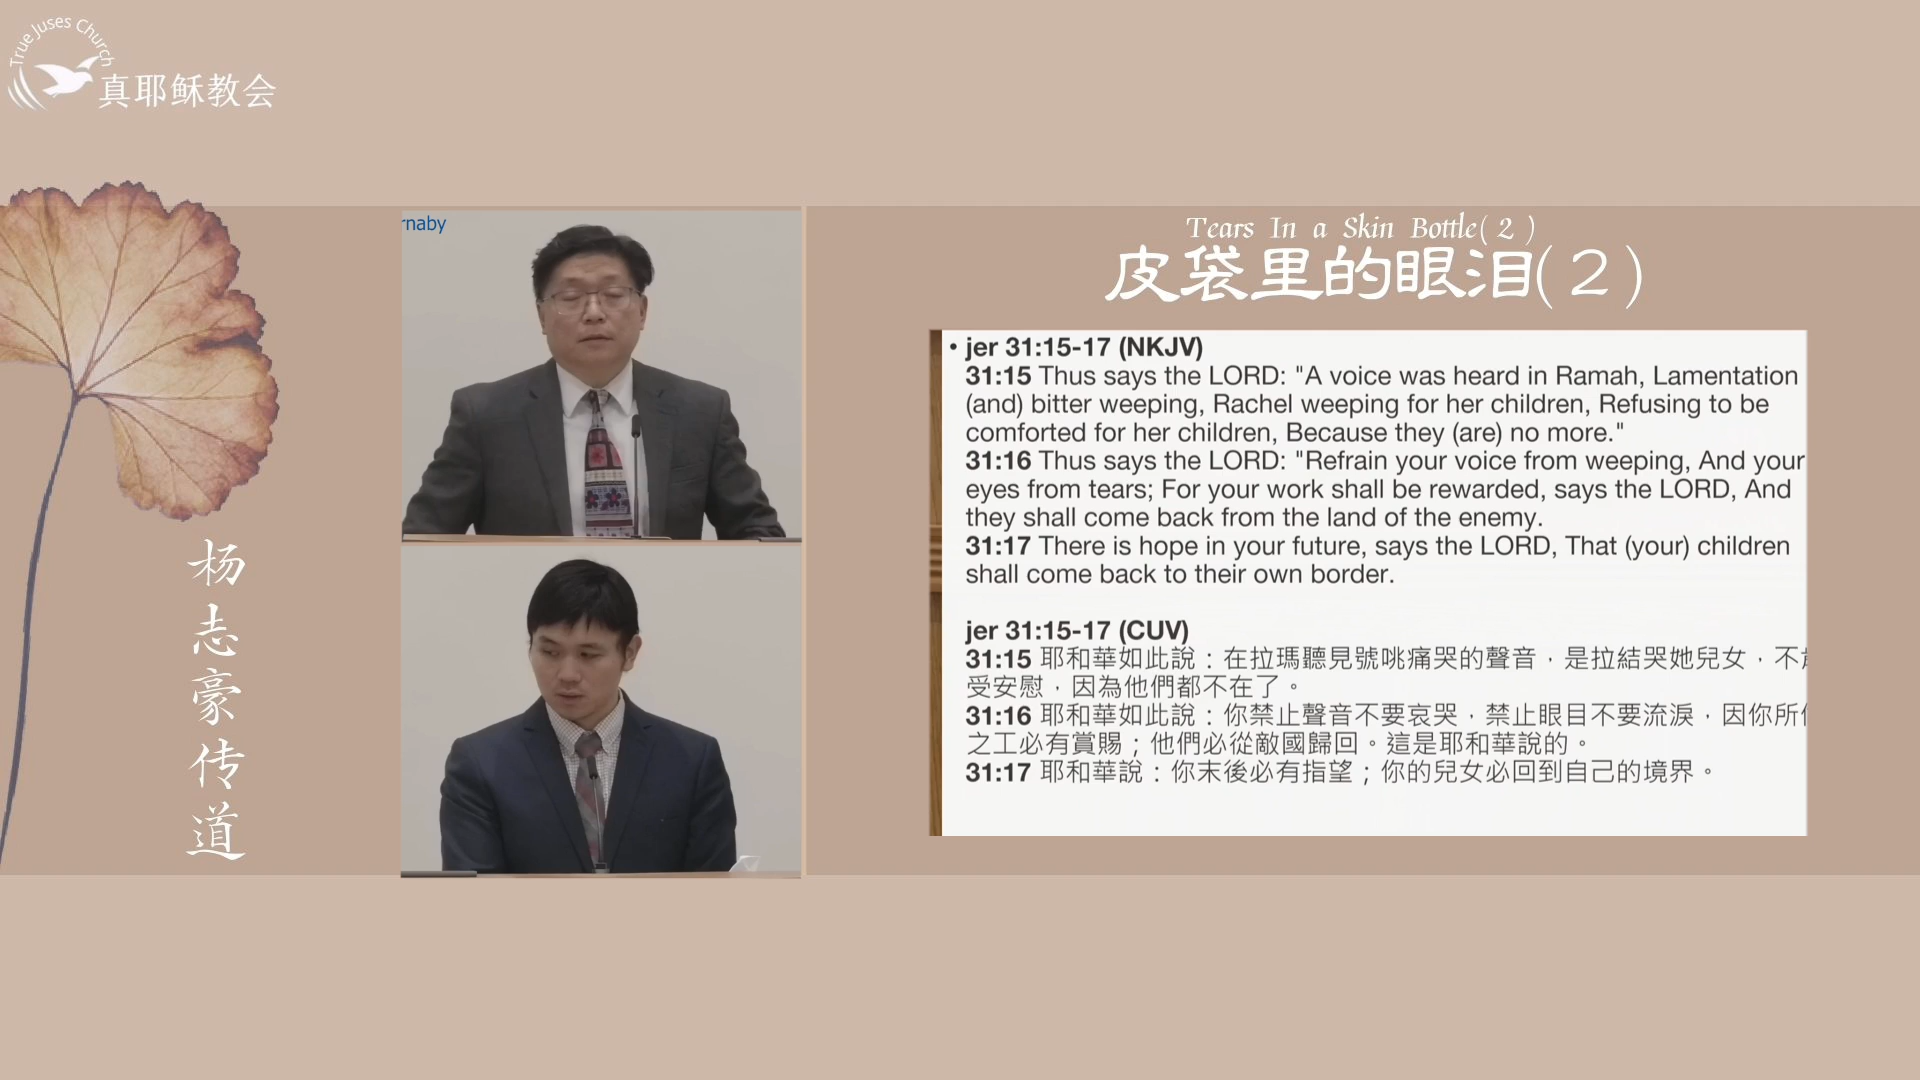 True Juses Church
真耶稣教会
杨志豪传道
rnaby
Tears In a Skin Bottle(2)
皮袋里的眼泪(2)
• jer 31:15-17 (NKJV)
31:15 Thus says the LORD: "A voice was heard in Ramah, Lamentation
(and) bitter weeping, Rachel weeping for her children, Refusing to be
comforted for her children, Because they (are) no more."
31:16 Thus says the LORD: "Refrain your voice from weeping, And your
eyes from tears; For your work shall be rewarded, says the LORD, And
they shall come back from the land of the enemy.
31:17 There is hope in your future, says the LORD, That (your) children
shall come back to their own border.
jer 31:15-17 (CUV)
31:15 耶和華如此說：在拉瑪聽見號咷痛哭的聲音，是拉結哭她兒女，不
受安慰，因為他們都不在了。
31:16 耶和華如此說：你禁止聲音不要哀哭，禁止眼目不要流淚，因你所
之工必有賞賜；他們必從敵國歸回。這是耶和華說的。
31:17 耶和華說：你末後必有指望；你的兒女必回到自己的境界。